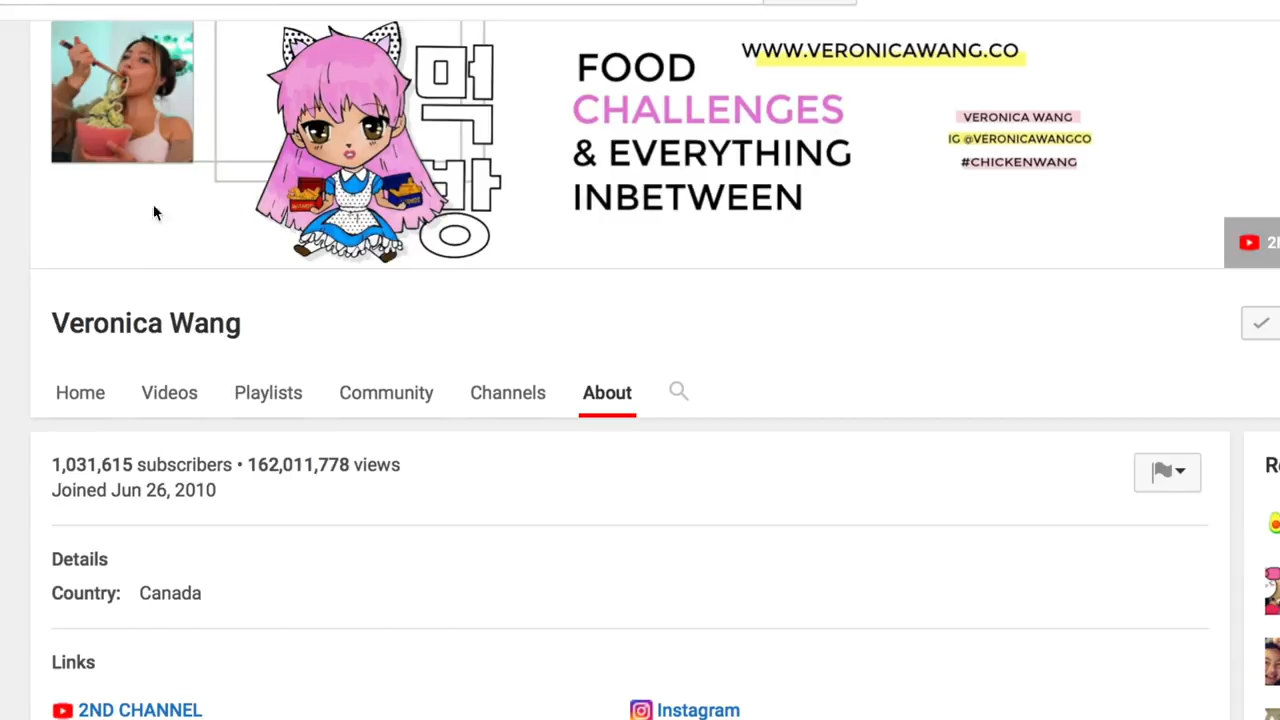 먹방
FOOD
CHALLENGES
& EVERYTHING
INBETWEEN
WWW.VERONICAWANG.CO
VERONICA WANG
IG @VERONICAWANGCO
#CHICKENWANG
Veronica Wang
Home Videos Playlists Community Channels About
1,031,615 subscribers • 162,011,778 views
Joined Jun 26, 2010
Details
Country: Canada
Links
2ND CHANNEL Instagram